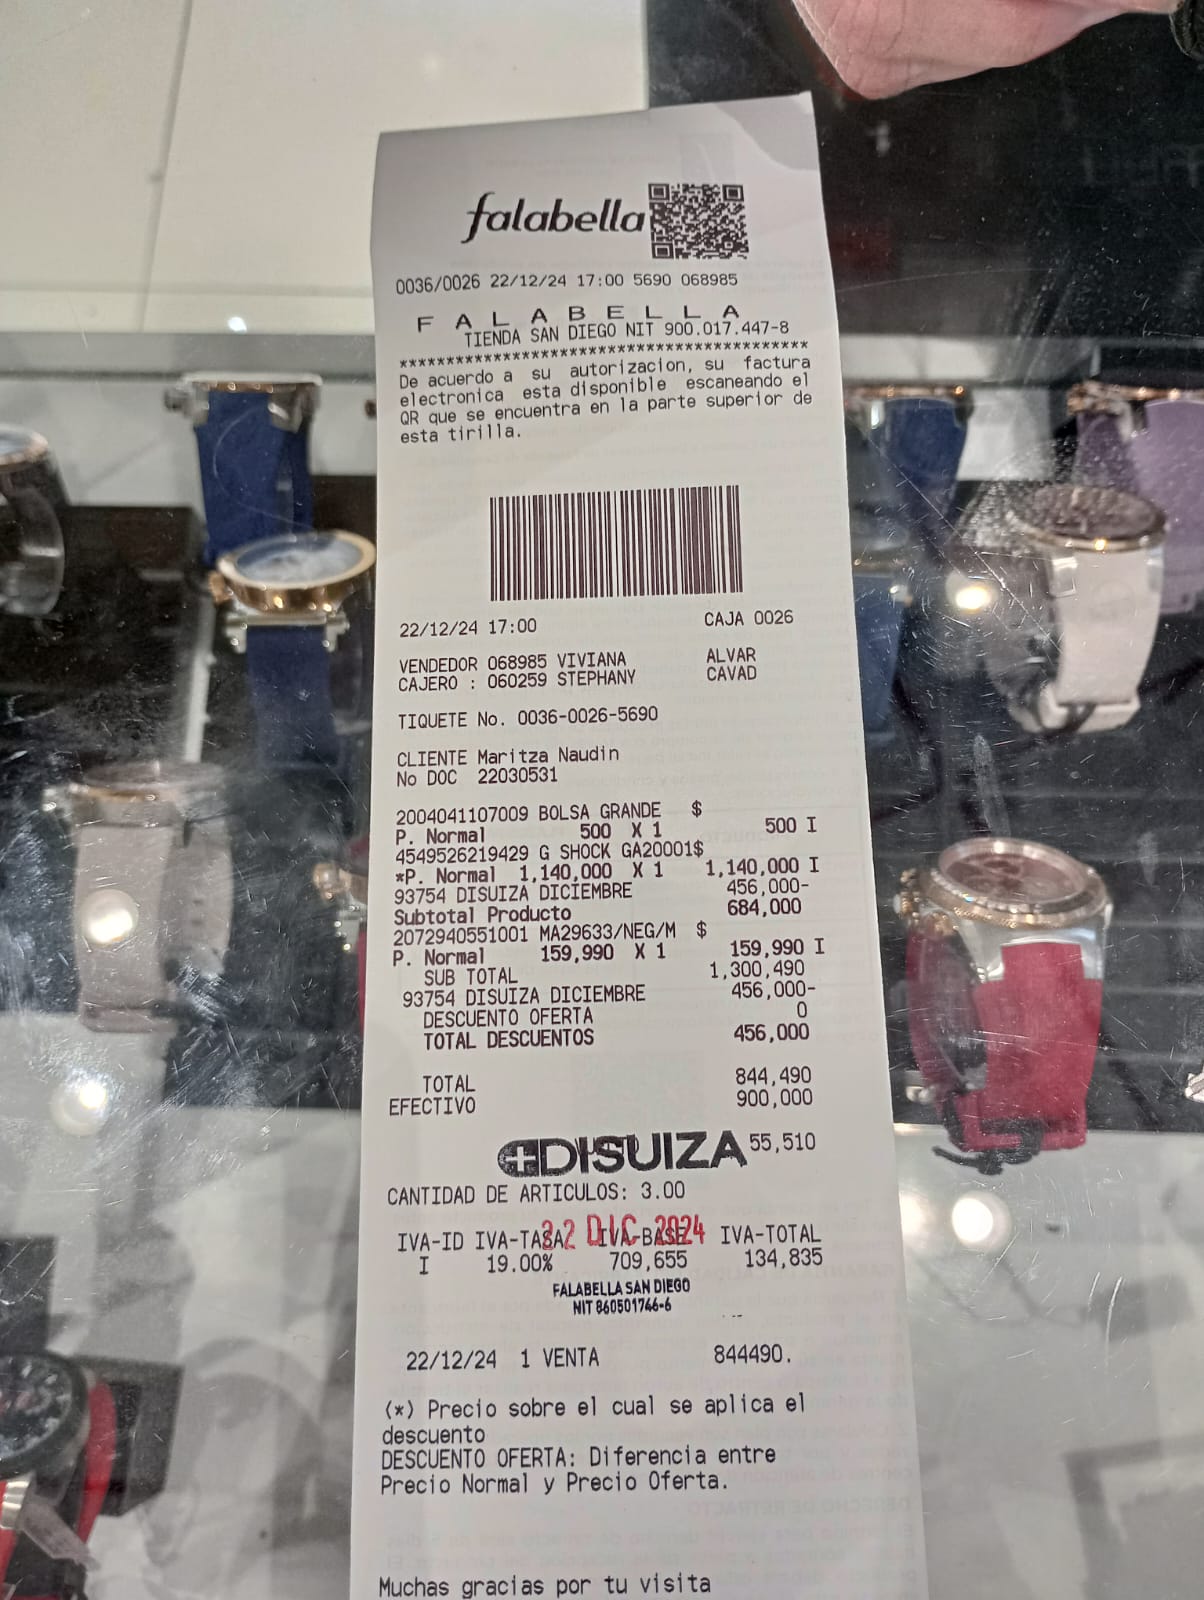 falabella
0036/0026 22/12/24 17:00 5690 068985
F A L A B E L L A
TIENDA SAN DIEGO NIT 900.017.447-8
******************************************
De acuerdo a su autorizacion, su factura
electronica esta disponible escaneando el
QR que se encuentra en la parte superior de
esta tirilla.
22/12/24 17:00 CAJA 0026
VENDEDOR 068985 VIVIANA ALVAR
CAJERO : 060259 STEPHANY CAVAD
TIQUETE No. 0036-0026-5690
CLIENTE Maritza Naudin
No DOC 22030531
2004041107009 BOLSA GRANDE $
P. Normal 500 X 1 500 I
4549526219429 G SHOCK GA20001$
*P. Normal 1,140,000 X 1 1,140,000 I
93754 DISUIZA DICIEMBRE 456,000-
Subtotal Producto 684,000
2072940551001 MA29633/NEG/M $
P. Normal 159,990 X 1 159,990 I
SUB TOTAL 1,300,490
93754 DISUIZA DICIEMBRE 456,000-
DESCUENTO OFERTA 0
TOTAL DESCUENTOS 456,000
TOTAL 844,490
EFECTIVO 900,000
DISUIZA 55,510
CANTIDAD DE ARTICULOS: 3.00
22 DIC 2024
IVA-ID IVA-TASA IVA-BASE IVA-TOTAL
I 19.00% 709,655 134,835
FALABELLA SAN DIEGO
NIT 860501746-6
22/12/24 1 VENTA 844490.
(*) Precio sobre el cual se aplica el
descuento
DESCUENTO OFERTA: Diferencia entre
Precio Normal y Precio Oferta.
Muchas gracias por tu visita